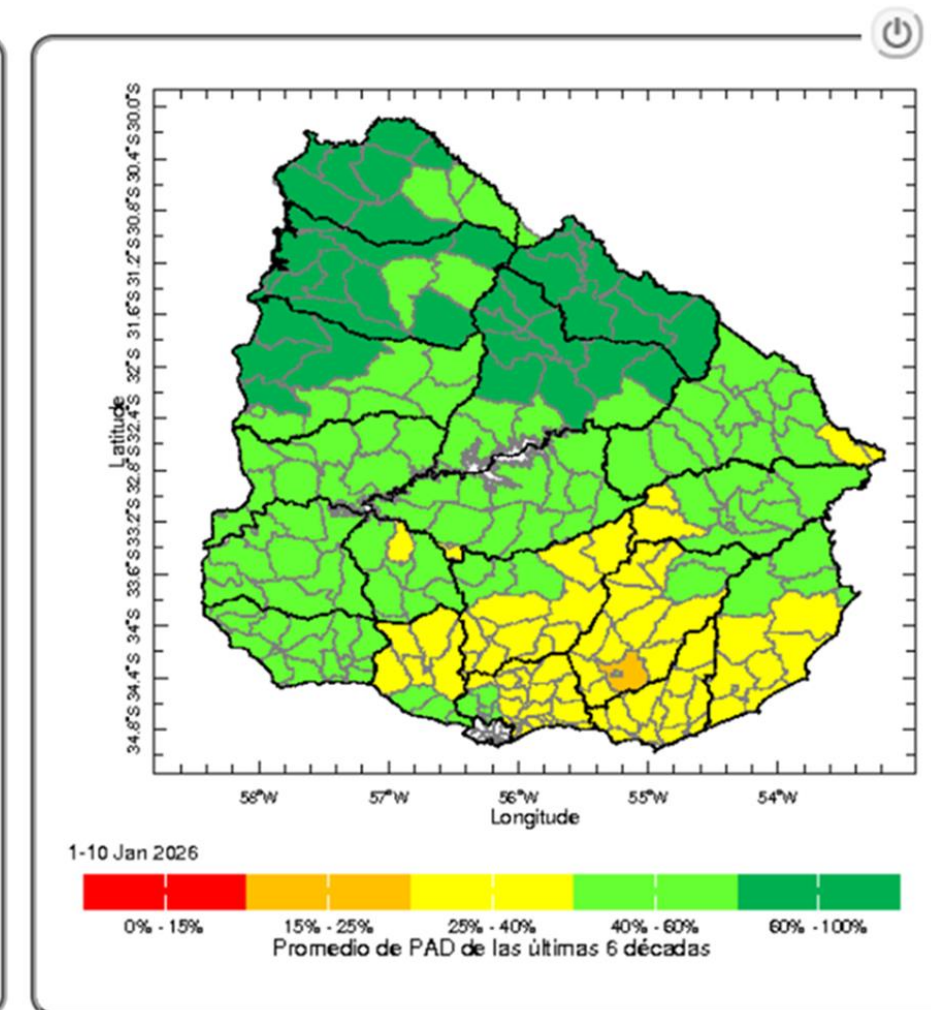 30.0°S
30.4°S
30.8°S
31.2°S
31.6°S
32°S
32.4°S
32.8°S
33.2°S
33.6°S
34°S
34.4°S
34.8°S
Latitude
58°W 57°W 56°W 55°W 54°W
Longitude
1-10 Jan 2026
0% -15% 15% -25% 25% -40% 40% -60% 60% -100%
Promedio de PAD de las últimas 6 décadas